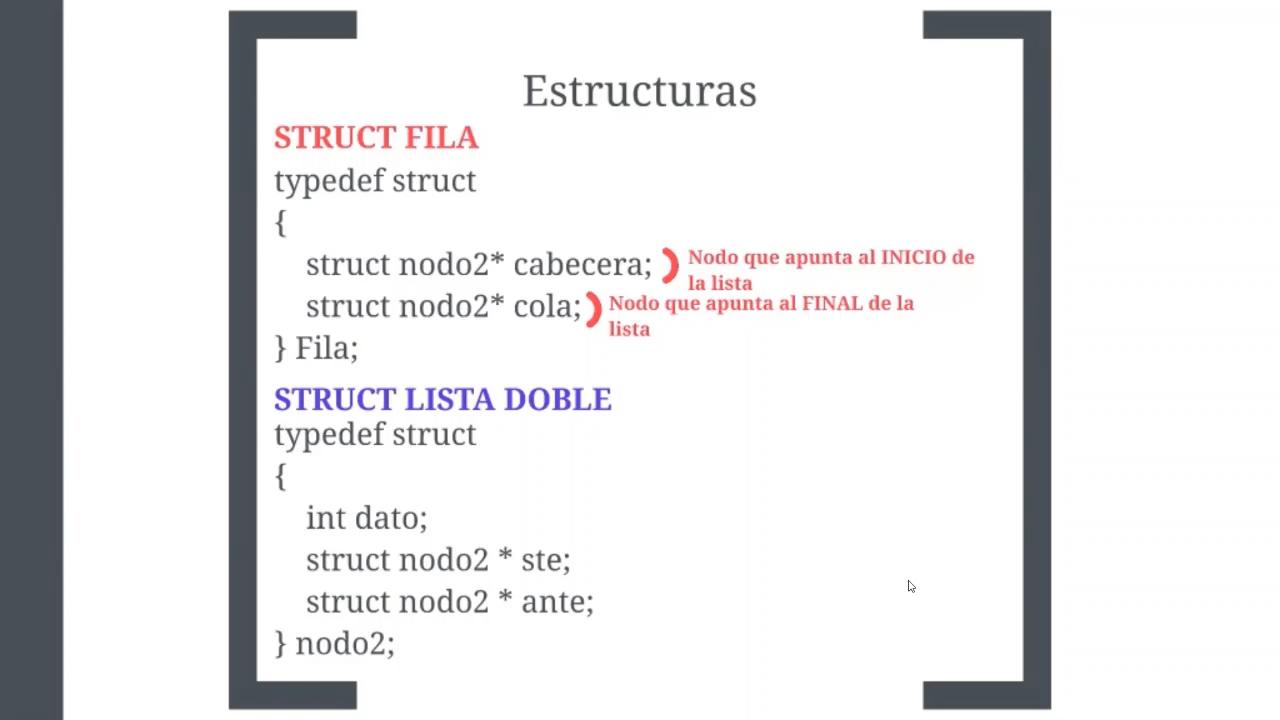 Estructuras
STRUCT FILA
typedef struct
{
struct nodo2* cabecera;
Nodo que apunta al INICIO de
la lista
struct nodo2* cola;
Nodo que apunta al FINAL de la
lista
} Fila;
STRUCT LISTA DOBLE
typedef struct
{
int dato;
struct nodo2 * ste;
struct nodo2 * ante;
} nodo2;